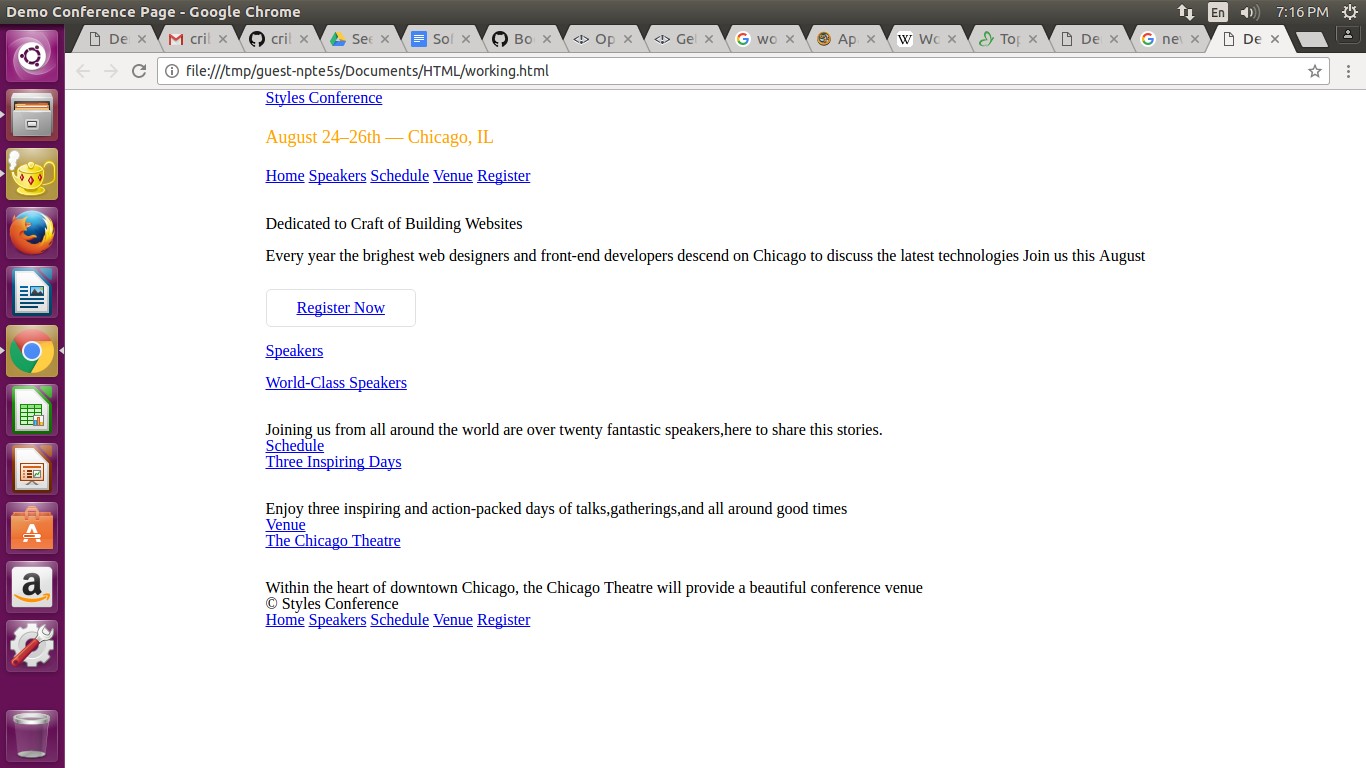 Demo Conference Page - Google Chrome
En
7:16 PM
De
cril
cril
See
Sof
Bo
Op
Gel
wo
Ap
Wo
Top
De
nev
De
file:///tmp/guest-npte5s/Documents/HTML/working.html
Styles Conference
August 24–26th — Chicago, IL
Home Speakers Schedule Venue Register
Dedicated to Craft of Building Websites
Every year the brighest web designers and front-end developers descend on Chicago to discuss the latest technologies Join us this August
Register Now
Speakers
World-Class Speakers
Joining us from all around the world are over twenty fantastic speakers,here to share this stories.
Schedule
Three Inspiring Days
Enjoy three inspiring and action-packed days of talks,gatherings,and all around good times
Venue
The Chicago Theatre
Within the heart of downtown Chicago, the Chicago Theatre will provide a beautiful conference venue
© Styles Conference
Home Speakers Schedule Venue Register